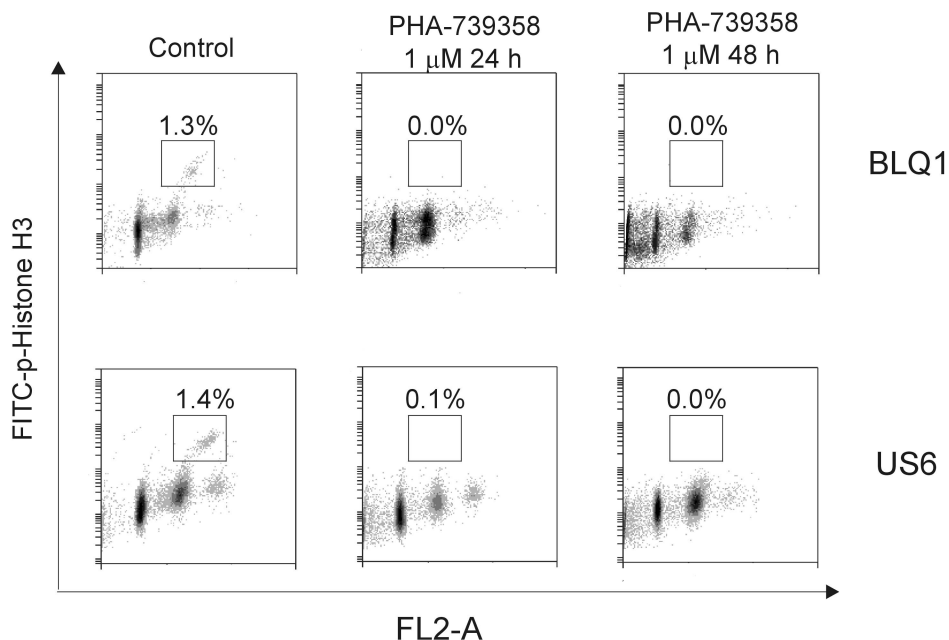 Control
PHA-739358
1 μM 24 h
PHA-739358
1 μM 48 h
1.3%
0.0%
0.0%
BLQ1
FITC-p-Histone H3
1.4%
0.1%
0.0%
US6
FL2-A